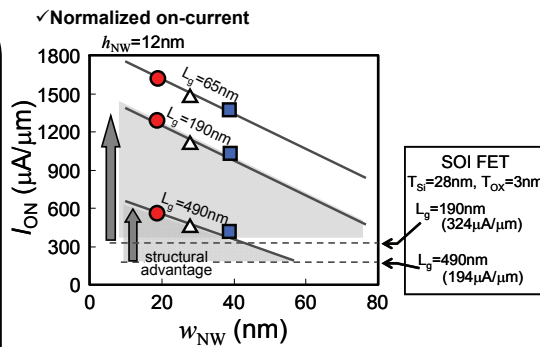 ✓Normalized on-current
h_NW=12nm
1800
1500
1200
900
600
300
0
I_ON (μA/μm)
L_g=65nm
L_g=190nm
L_g=490nm
structural
advantage
0
20
40
60
80
w_NW (nm)
SOI FET
T_Si=28nm, T_OX=3nm
L_g=190nm
(324μA/μm)
L_g=490nm
(194μA/μm)